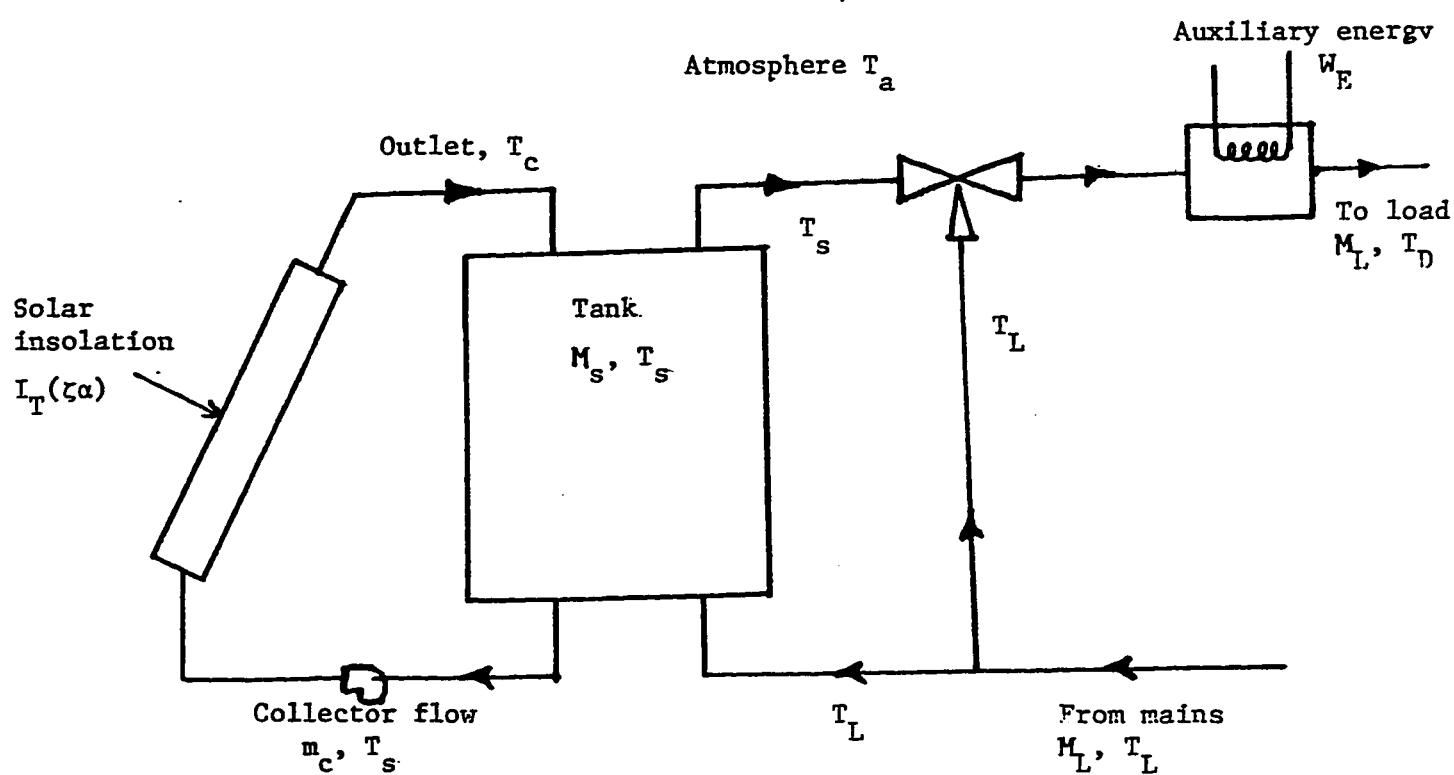 Auxiliary energy
W_E
Atmosphere T_a
Outlet, T_c
To load
M_L, T_D
T_s
Solar
insolation
I_T(ζα)
Tank.
M_s, T_s
T_L
Collector flow
m_c, T_s
T_L
From mains
M_L, T_L